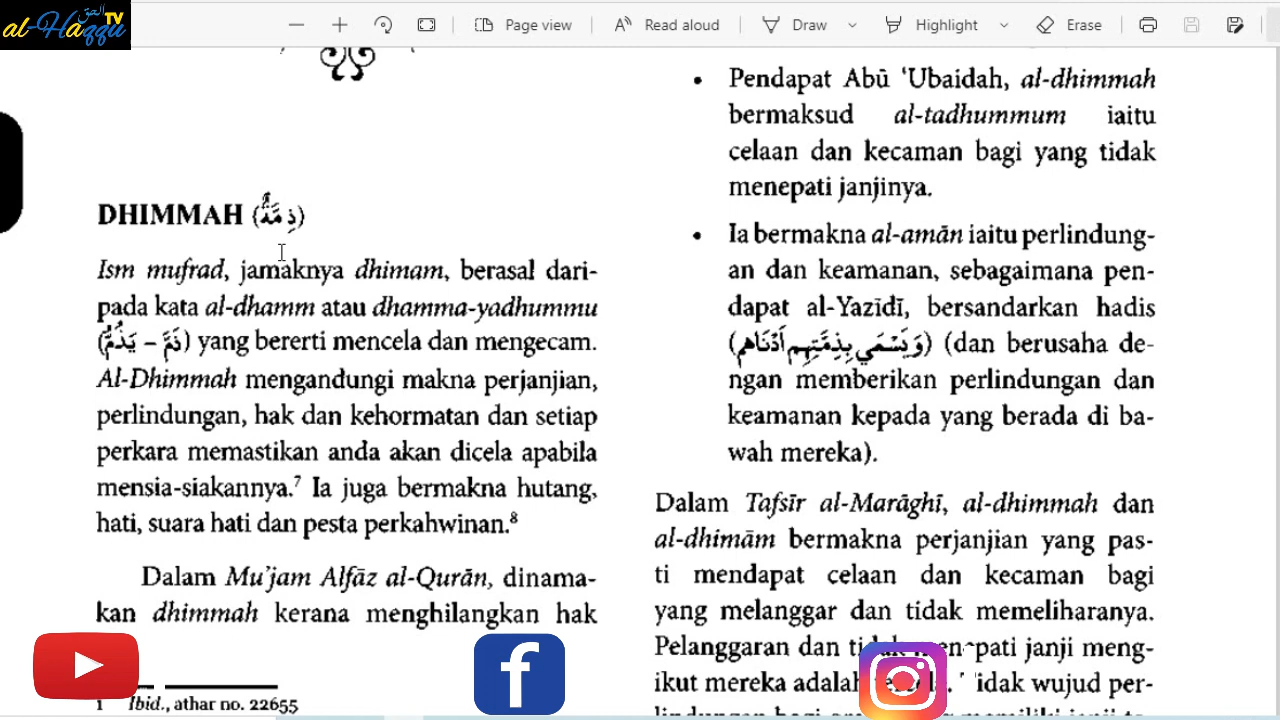 الحق
al-Haqqu TV
Page view
Read aloud
Draw
Highlight
Erase
DHIMMAH (ذِمَّةٌ)
Ism mufrad, jamaknya dhimam, berasal dari-
pada kata al-dhamm atau dhamma-yadhummu
(ذَمَّ – يَذُمُّ) yang bererti mencela dan mengecam.
Al-Dhimmah mengandungi makna perjanjian,
perlindungan, hak dan kehormatan dan setiap
perkara memastikan anda akan dicela apabila
mensia-siakannya.⁷ Ia juga bermakna hutang,
hati, suara hati dan pesta perkahwinan.⁸
Dalam Mu'jam Alfāz al-Qurān, dinama-
kan dhimmah kerana menghilangkan hak
1 Ibid., athar no. 22655
• Pendapat Abū ‘Ubaidah, al-dhimmah
bermaksud al-tadhummum iaitu
celaan dan kecaman bagi yang tidak
menepati janjinya.
• Ia bermakna al-amān iaitu perlindung-
an dan keamanan, sebagaimana pen-
dapat al-Yazīdī, bersandarkan hadis
(وَيَسْمَي بِذِمَّتِهِم أَدْنَاهم) (dan berusaha de-
ngan memberikan perlindungan dan
keamanan kepada yang berada di ba-
wah mereka).
Dalam Tafsīr al-Marāghī, al-dhimmah dan
al-dhimām bermakna perjanjian yang pas-
ti mendapat celaan dan kecaman bagi
yang melanggar dan tidak memeliharanya.
Pelanggaran dan tidak menepati janji meng-
ikut mereka adalah wujud per-